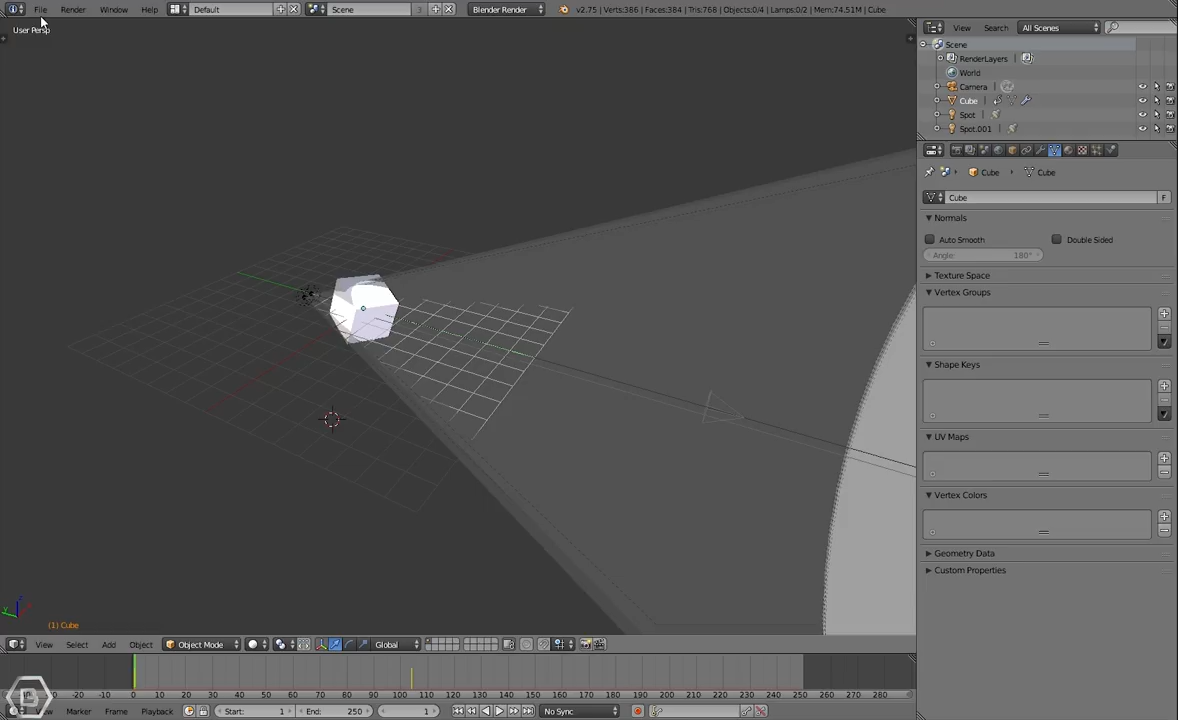 File Render Window Help Default Scene 3 Blender Render v2.75 | Verts:386 | Faces:384 | Tris:768 | Objects:0/4 | Lamps:0/2 | Mem:74.51M | Cube
User Persp
View Search All Scenes
Scene
RenderLayers
World
Camera
Cube
Spot
Spot.001
Cube Cube
Cube F
Normals
Auto Smooth Double Sided
Angle: 180°
Texture Space
Vertex Groups
Shape Keys
UV Maps
Vertex Colors
Geometry Data
Custom Properties
(1) Cube
View Select Add Object Object Mode Global
-20 -10 0 10 20 30 40 50 60 70 80 90 100 110 120 130 140 150 160 170 180 190 200 210 220 230 240 250 260 270 280
Marker Frame Playback Start: 1 End: 250 1 No Sync
B